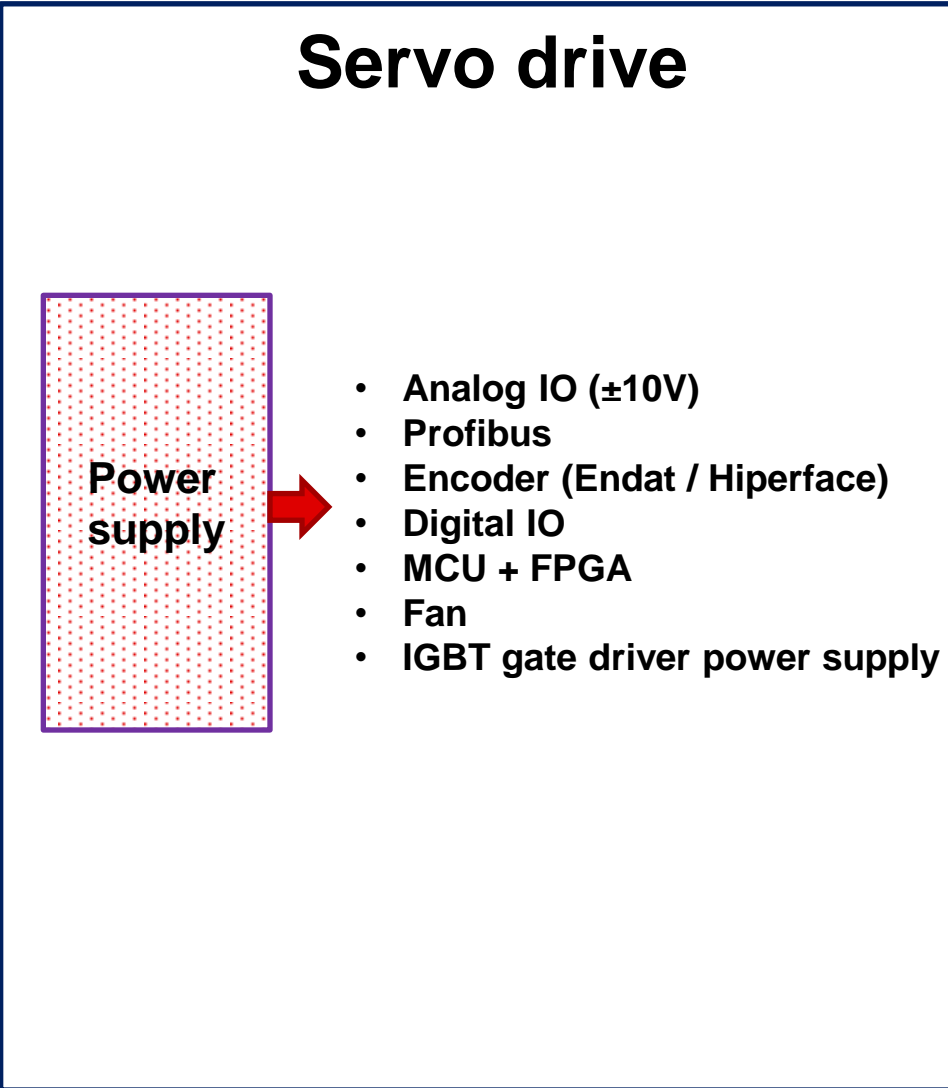 Servo drive
Power
supply
• Analog IO (±10V)
• Profibus
• Encoder (Endat / Hiperface)
• Digital IO
• MCU + FPGA
• Fan
• IGBT gate driver power supply